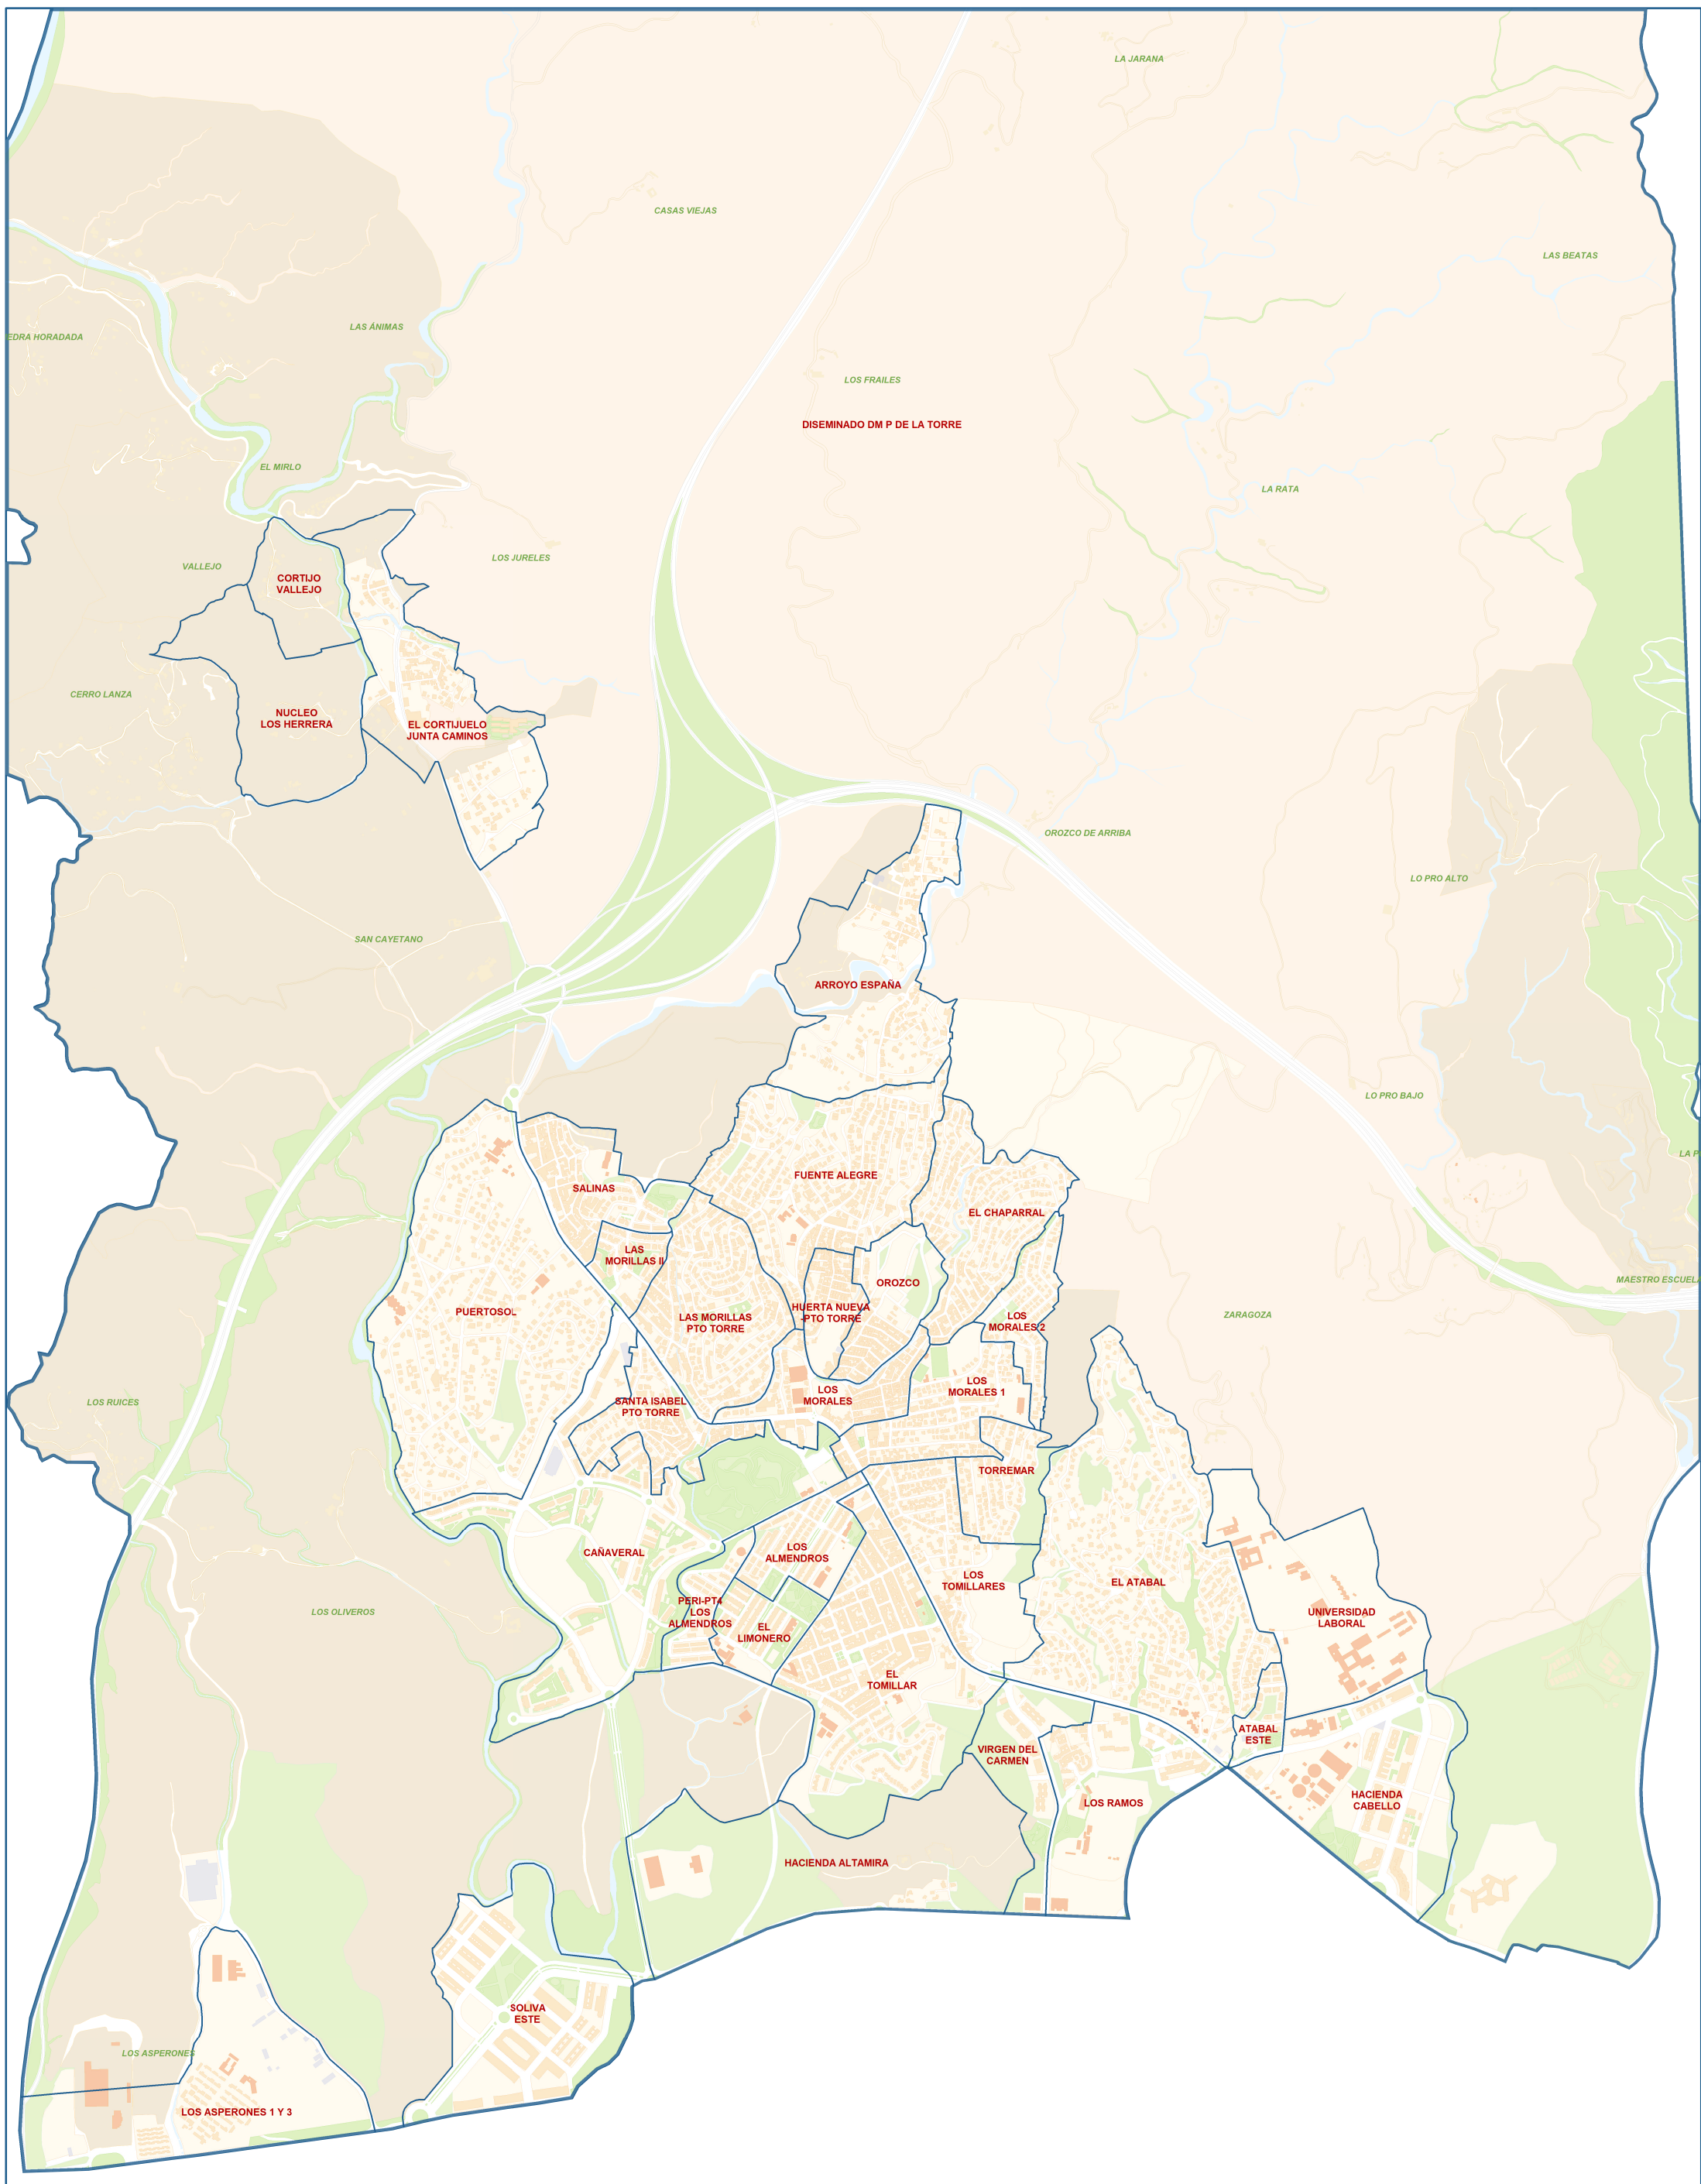 LA JARANA
CASAS VIEJAS
LAS BEATAS
LAS ÁNIMAS
EDRA HORADADA
LOS FRAILES
DISEMINADO DM P DE LA TORRE
EL MIRLO
LA RATA
LOS JURELES
VALLEJO
CORTIJO
VALLEJO
CERRO LANZA
NUCLEO
LOS HERRERA
EL CORTIJUELO
JUNTA CAMINOS
OROZCO DE ARRIBA
LO PRO ALTO
SAN CAYETANO
ARROYO ESPAÑA
LO PRO BAJO
LA P
FUENTE ALEGRE
SALINAS
EL CHAPARRAL
LAS
MORILLAS II
OROZCO
MAESTRO ESCUELA
PUERTOSOL
HUERTA NUEVA
-PTO TORRE
LAS MORILLAS
PTO TORRE
LOS
MORALES 2
ZARAGOZA
LOS
MORALES 1
LOS
MORALES
LOS RUICES
SANTA ISABEL
PTO TORRE
TORREMAR
CAÑAVERAL
LOS
ALMENDROS
LOS
TOMILLARES
EL ATABAL
LOS OLIVEROS
PERI-PT4
LOS
ALMENDROS
EL
LIMONERO
UNIVERSIDAD
LABORAL
EL
TOMILLAR
ATABAL
ESTE
VIRGEN DEL
CARMEN
LOS RAMOS
HACIENDA
CABELLO
HACIENDA ALTAMIRA
SOLIVA
ESTE
LOS ASPERONES
LOS ASPERONES 1 Y 3